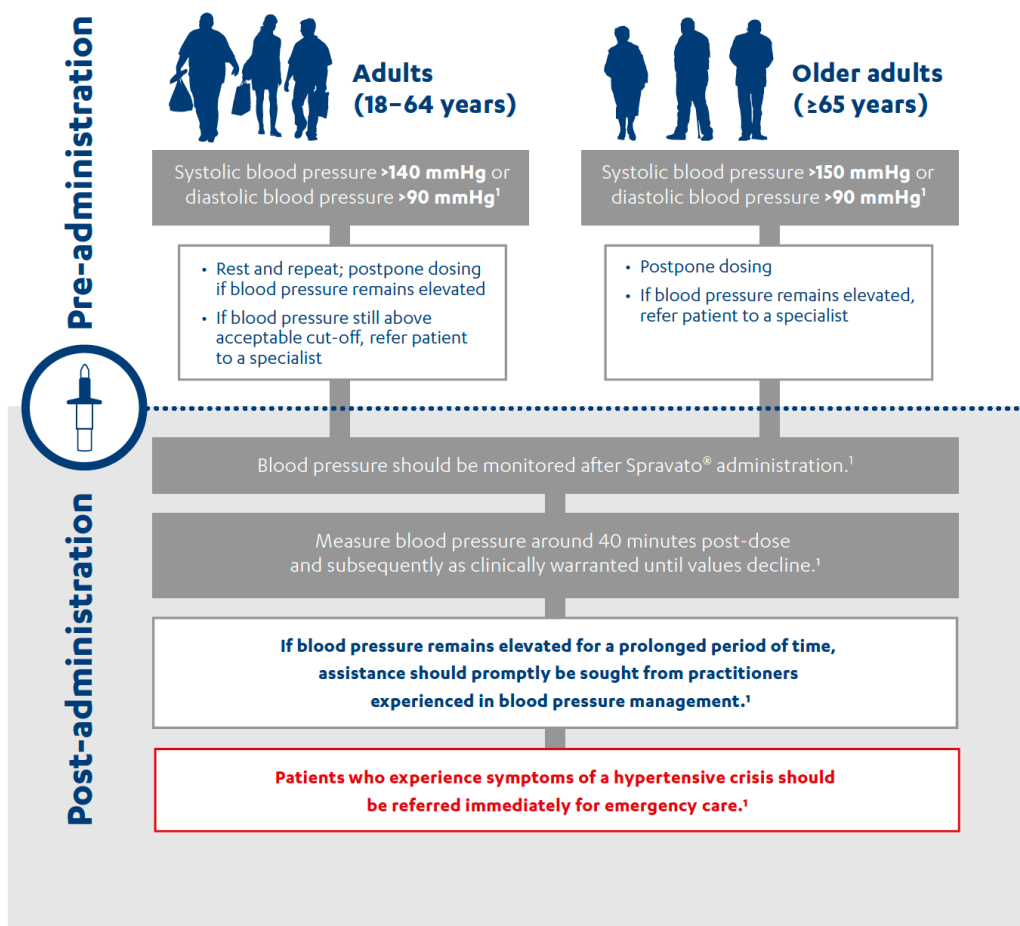 Pre-administration
Adults
(18–64 years)
Systolic blood pressure >140 mmHg or
diastolic blood pressure >90 mmHg¹
• Rest and repeat; postpone dosing
if blood pressure remains elevated
• If blood pressure still above
acceptable cut-off, refer patient
to a specialist
Older adults
(≥65 years)
Systolic blood pressure >150 mmHg or
diastolic blood pressure >90 mmHg¹
• Postpone dosing
• If blood pressure remains elevated,
refer patient to a specialist
Post-administration
Blood pressure should be monitored after Spravato® administration.¹
Measure blood pressure around 40 minutes post-dose
and subsequently as clinically warranted until values decline.¹
If blood pressure remains elevated for a prolonged period of time,
assistance should promptly be sought from practitioners
experienced in blood pressure management.¹
Patients who experience symptoms of a hypertensive crisis should
be referred immediately for emergency care.¹